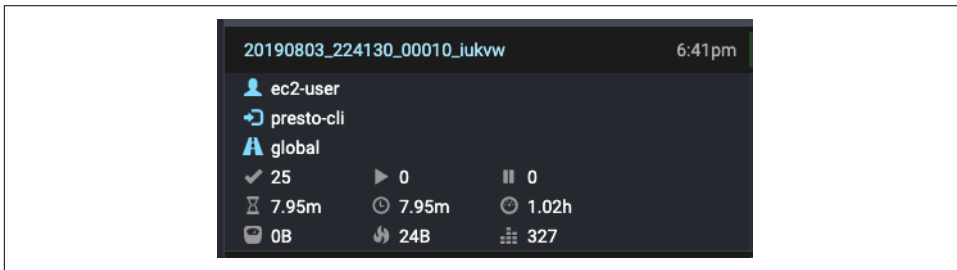 20190803_224130_00010_iukvw 6:41pm
ec2-user
presto-cli
global
25 0 0
7.95m 7.95m 1.02h
0B 24B 327